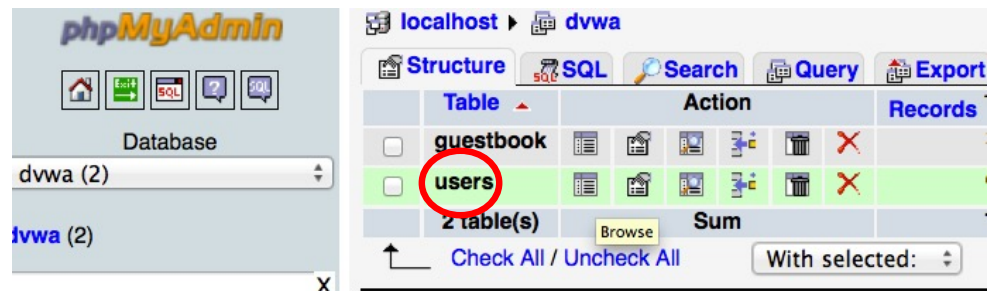 phpMyAdmin
localhost dvwa
Structure SQL Search Query Export
Database
dvwa (2)
dvwa (2)
x
Table Action Records
guestbook
users
2 table(s) Sum
Browse
Check All / Uncheck All With selected: